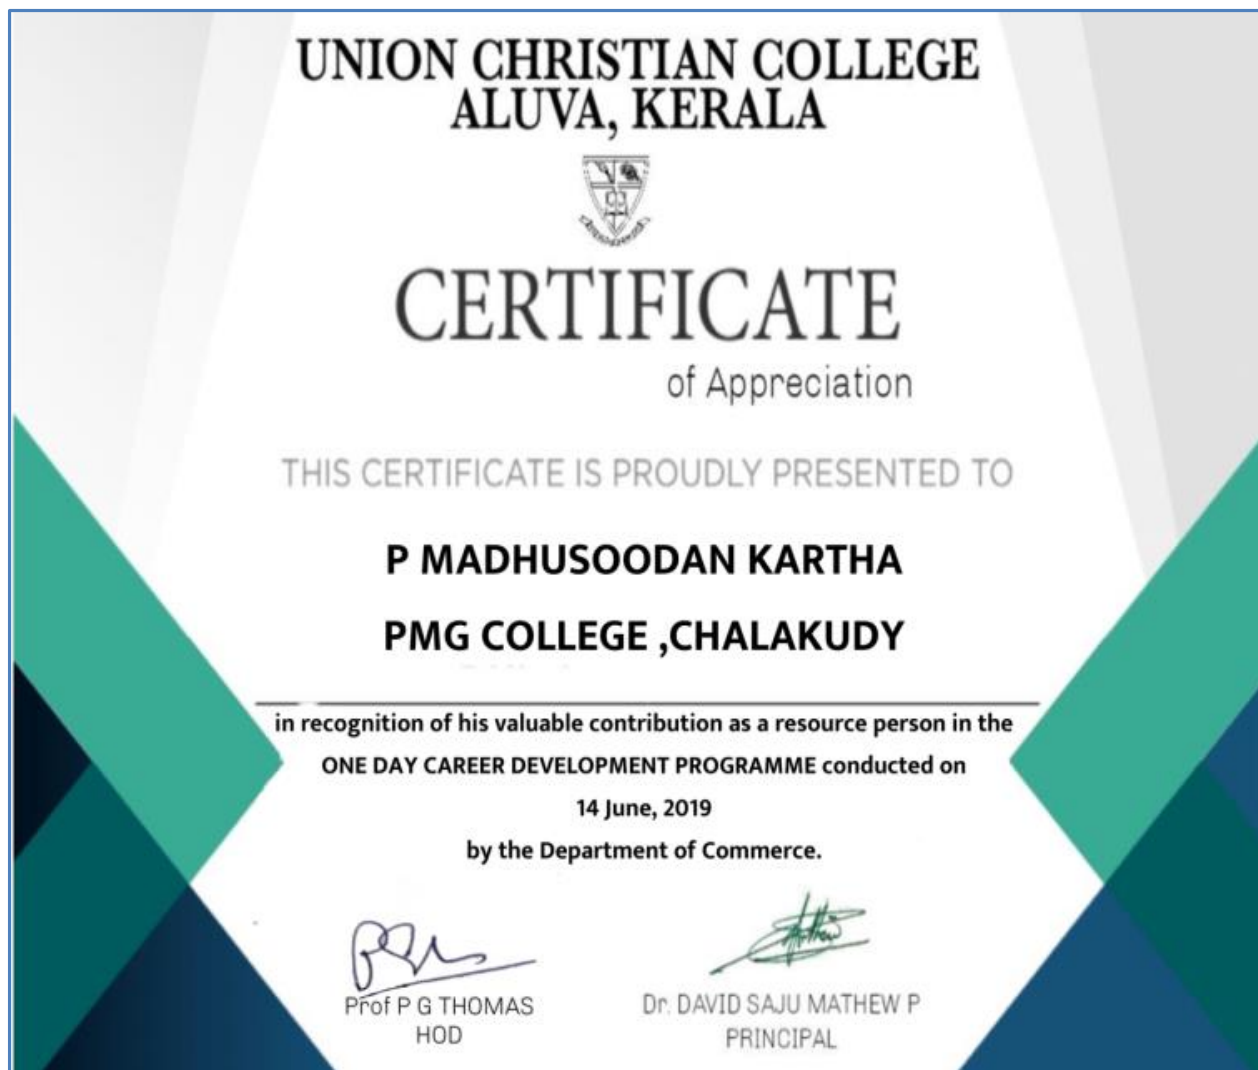 UNION CHRISTIAN COLLEGE
ALUVA, KERALA
CERTIFICATE
of Appreciation
THIS CERTIFICATE IS PROUDLY PRESENTED TO
P MADHUSOODAN KARTHA
PMG COLLEGE ,CHALAKUDY
in recognition of his valuable contribution as a resource person in the
ONE DAY CAREER DEVELOPMENT PROGRAMME conducted on
14 June, 2019
by the Department of Commerce.
Prof P G THOMAS
HOD
Dr. DAVID SAJU MATHEW P
PRINCIPAL